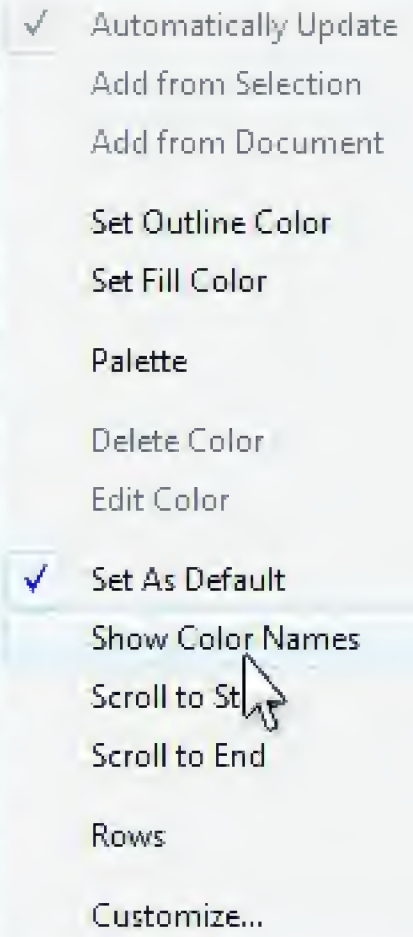 Automatically Update
Add from Selection
Add from Document
Set Outline Color
Set Fill Color
Palette
Delete Color
Edit Color
Set As Default
Show Color Names
Scroll to
Scroll to End
Rows
Customize...